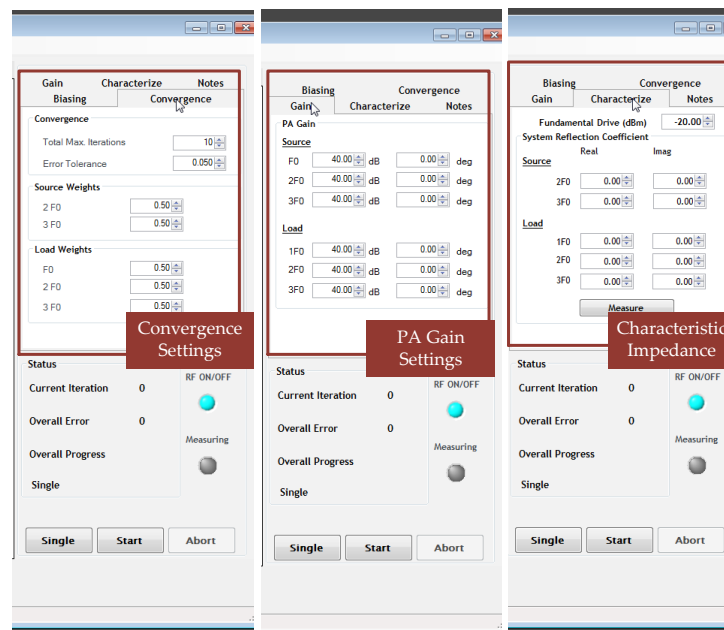 Gain Characterize Notes
Biasing Convergence
Convergence
Total Max. Iterations 10
Error Tolerance 0.050
Source Weights
2 F0 0.50
3 F0 0.50
Load Weights
F0 0.50
2 F0 0.50
3 F0 0.50
Convergence
Settings
Status
Current Iteration 0
RF ON/OFF
Overall Error 0
Measuring
Overall Progress
Single
Single Start Abort
Biasing Convergence
Gain Characterize Notes
PA Gain
Source
F0 40.00 dB 0.00 deg
2F0 40.00 dB 0.00 deg
3F0 40.00 dB 0.00 deg
Load
1F0 40.00 dB 0.00 deg
2F0 40.00 dB 0.00 deg
3F0 40.00 dB 0.00 deg
PA Gain
Settings
Status
RF ON/OFF
Current Iteration 0
Overall Error 0
Measuring
Overall Progress
Single
Single Start Abort
Biasing Convergence
Gain Characterize Notes
Fundamental Drive (dBm) -20.00
System Reflection Coefficient
Real Imag
Source
2F0 0.00 0.00
3F0 0.00 0.00
Load
1F0 0.00 0.00
2F0 0.00 0.00
3F0 0.00 0.00
Measure
Characteristic
Impedance
Status
RF ON/OFF
Current Iteration 0
Overall Error 0
Measuring
Overall Progress
Single
Single Start Abort